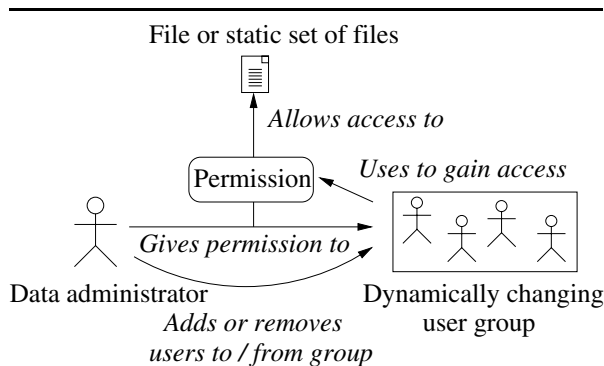 File or static set of files
Allows access to
Permission
Uses to gain access
Gives permission to
Data administrator
Dynamically changing
user group
Adds or removes
users to / from group